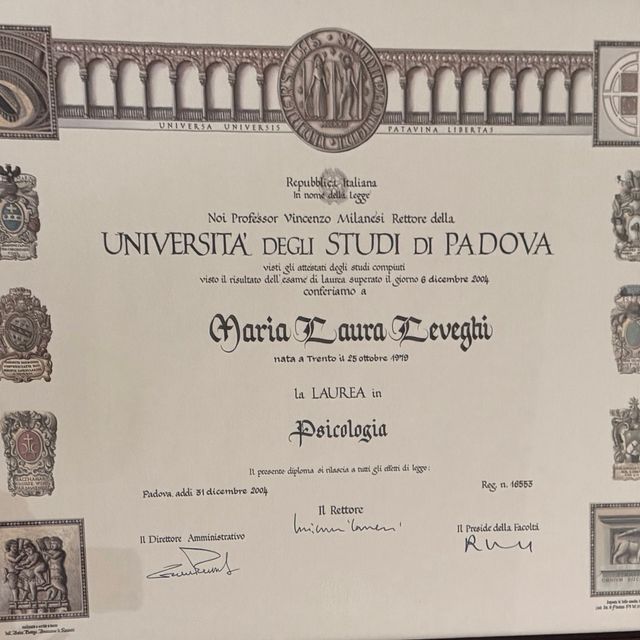 UNIVERSA UNIVERSIS PATAVINA LIBERTAS
Repubblica Italiana
In nome della Legge
Noi Professor Vincenzo Milanesi Rettore della
UNIVERSITA' DEGLI STUDI DI PADOVA
visti gli attestati degli studi compiuti
visto il risultato dell'esame di laurea superato il giorno 6 dicembre 2004
conferiamo a
Maria Laura Leveghi
nata a Trento il 25 ottobre 1979
la LAUREA in
Psicologia
Il presente diploma si rilascia a tutti gli effetti di legge:
Padova, addì 31 dicembre 2004
Reg. n. 16553
Il Direttore Amministrativo
Il Rettore
Il Preside della Facoltà